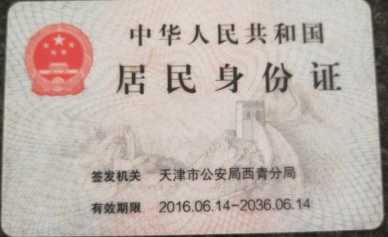 中华人民共和国
居民身份证
签发机关 天津市公安局西青分局
有效期限 2016.06.14-2036.06.14